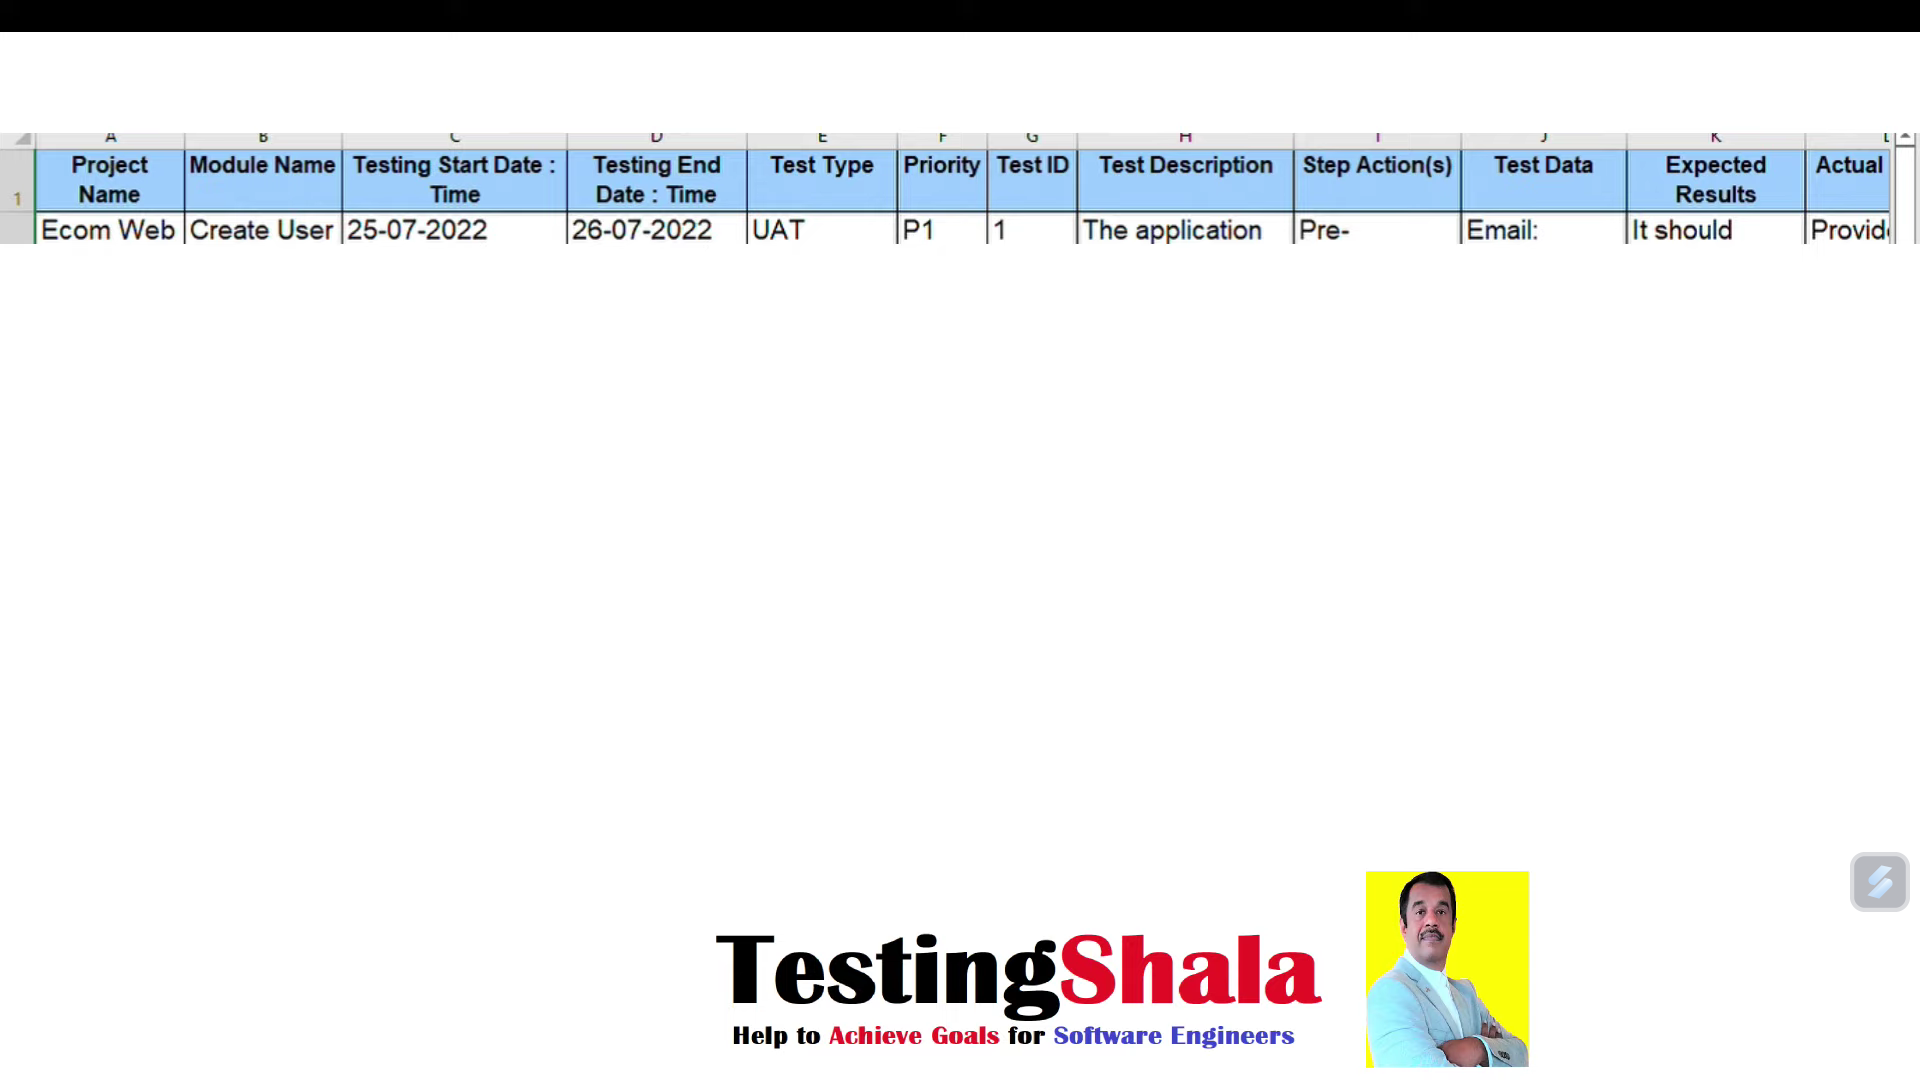 A B C D E F G H I J K L
Project Name Module Name Testing Start Date : Time Testing End Date : Time Test Type Priority Test ID Test Description Step Action(s) Test Data Expected Results Actual
1
Ecom Web Create User 25-07-2022 26-07-2022 UAT P1 1 The application Pre- Email: It should
TestingShala
Help to Achieve Goals for Software Engineers